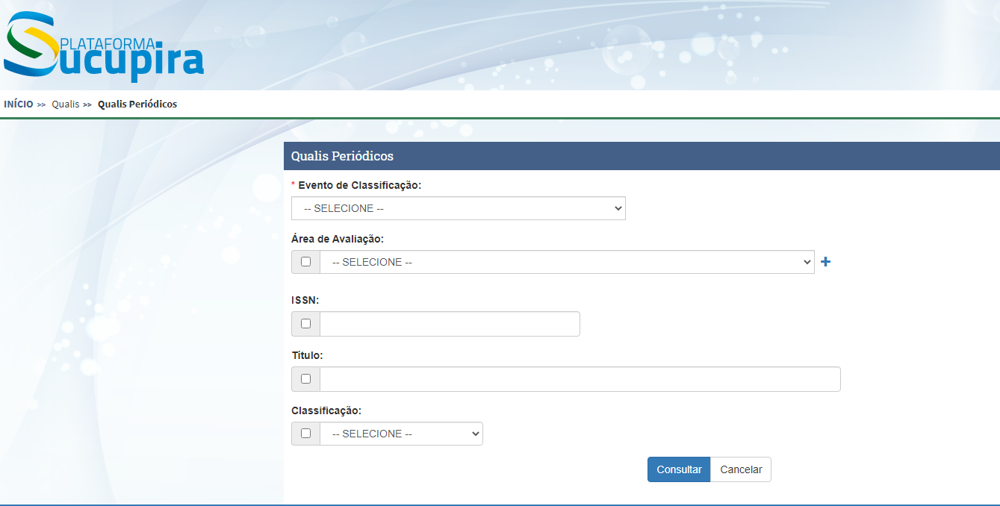 PLATAFORMA
Sucupira
INÍCIO >> Qualis >> Qualis Periódicos
Qualis Periódicos
* Evento de Classificação:
-- SELECIONE --
Área de Avaliação:
-- SELECIONE --
ISSN:
Título:
Classificação:
-- SELECIONE --
Consultar Cancelar